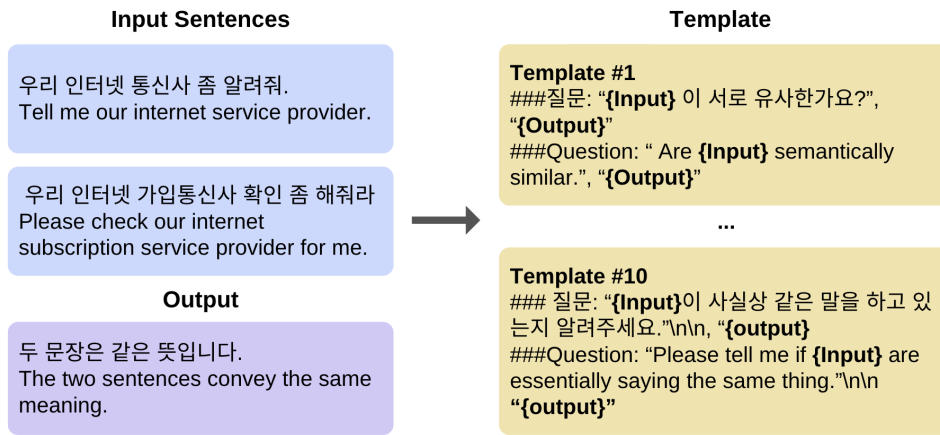 Input Sentences
우리 인터넷 통신사 좀 알려줘.
Tell me our internet service provider.
우리 인터넷 가입통신사 확인 좀 해줘라
Please check our internet
subscription service provider for me.
Output
두 문장은 같은 뜻입니다.
The two sentences convey the same
meaning.
Template
Template #1
###질문: “{Input} 이 서로 유사한가요?”,
“{Output}”
###Question: “ Are {Input} semantically
similar.”, “{Output}”
...
Template #10
### 질문: “{Input}이 사실상 같은 말을 하고 있
는지 알려주세요.”\n\n, “{output}
###Question: “Please tell me if {Input} are
essentially saying the same thing.”\n\n
“{output}”